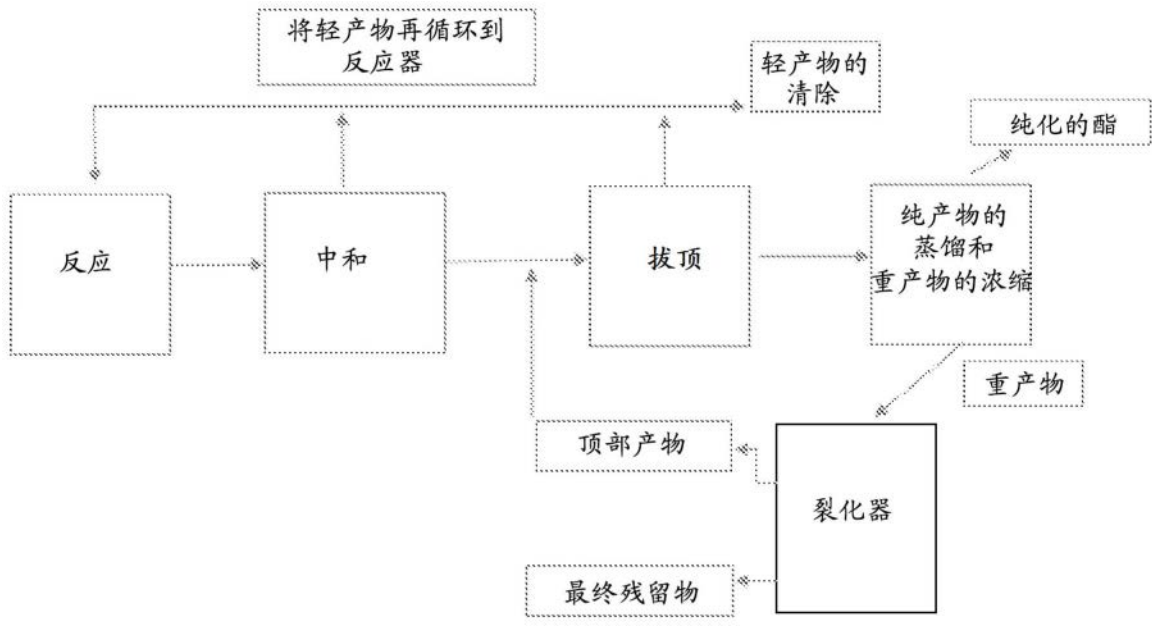 将轻产物再循环到
反应器
轻产物的
清除
纯化的酯
反应
中和
拔顶
纯产物的
蒸馏和
重产物的浓缩
重产物
顶部产物
裂化器
最终残留物